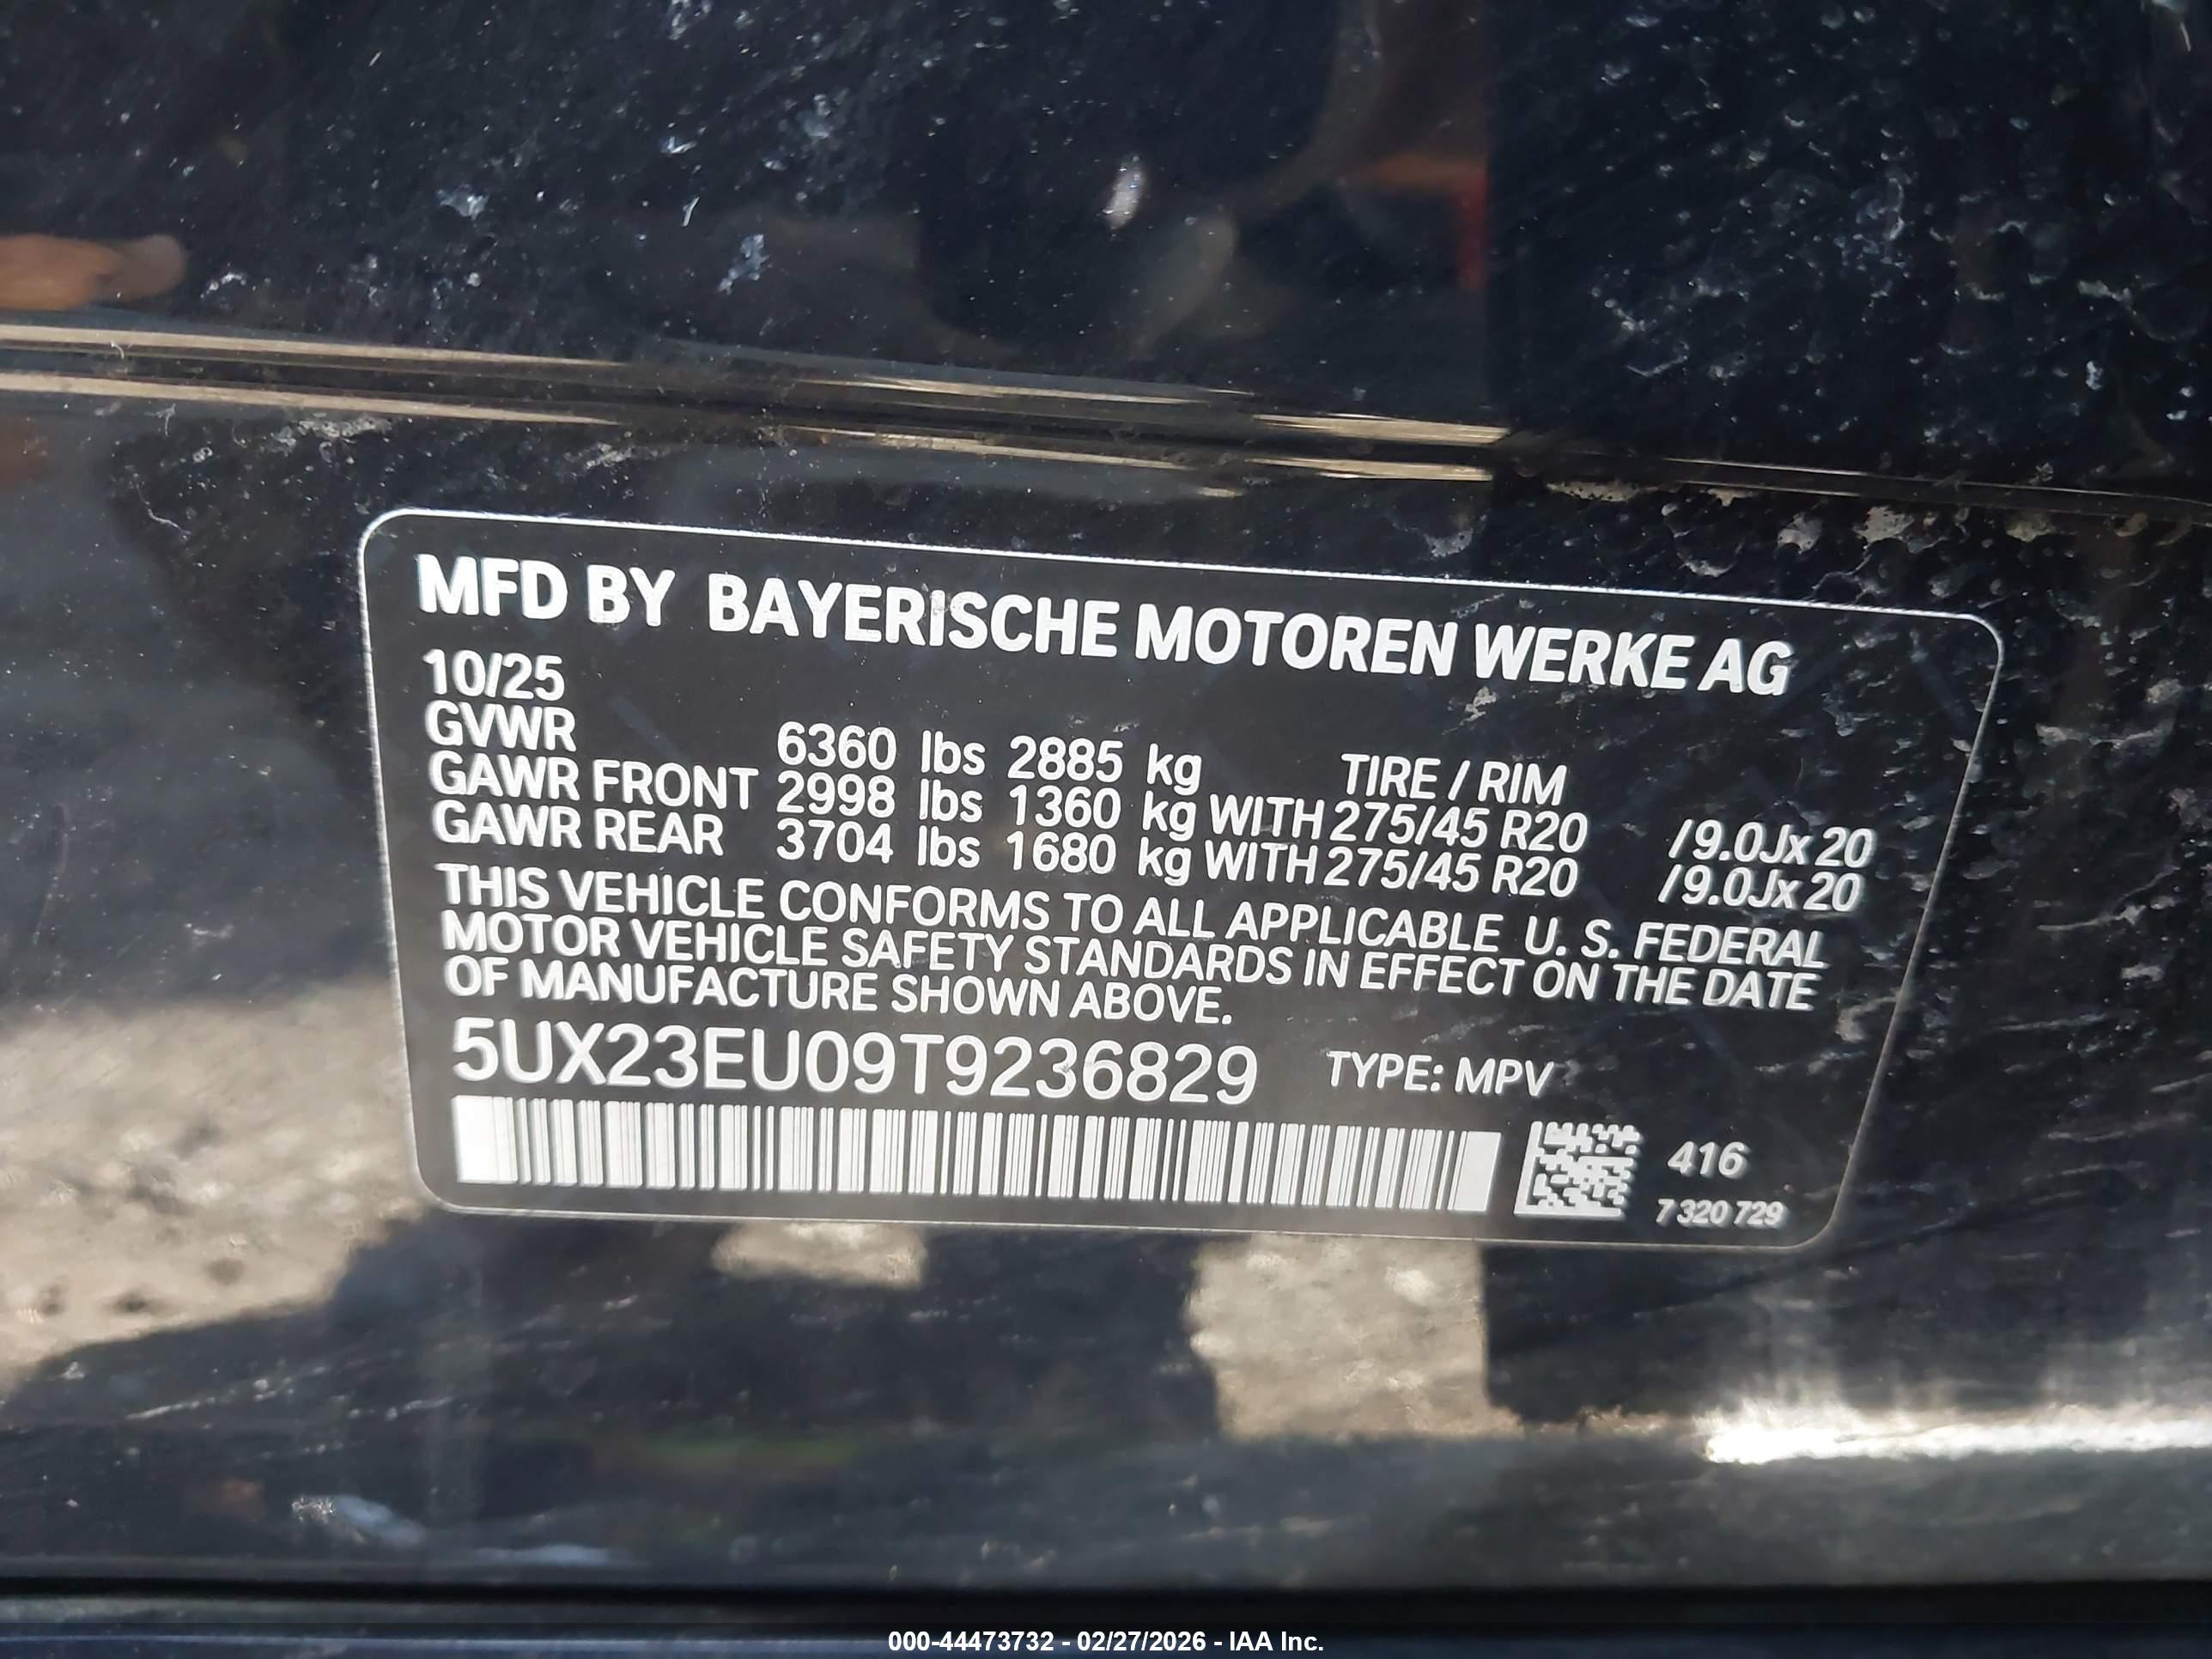 MFD BY BAYERISCHE MOTOREN WERKE AG
10/25
GVWR 6360 lbs 2885 kg TIRE / RIM
GAWR FRONT 2998 lbs 1360 kg WITH 275/45 R20 /9.0Jx20
GAWR REAR 3704 lbs 1680 kg WITH 275/45 R20 /9.0Jx20
THIS VEHICLE CONFORMS TO ALL APPLICABLE U. S. FEDERAL
MOTOR VEHICLE SAFETY STANDARDS IN EFFECT ON THE DATE
OF MANUFACTURE SHOWN ABOVE.
5UX23EU09T9236829 TYPE: MPV
416
7 320 729
000-44473732 - 02/27/2026 - IAA Inc.